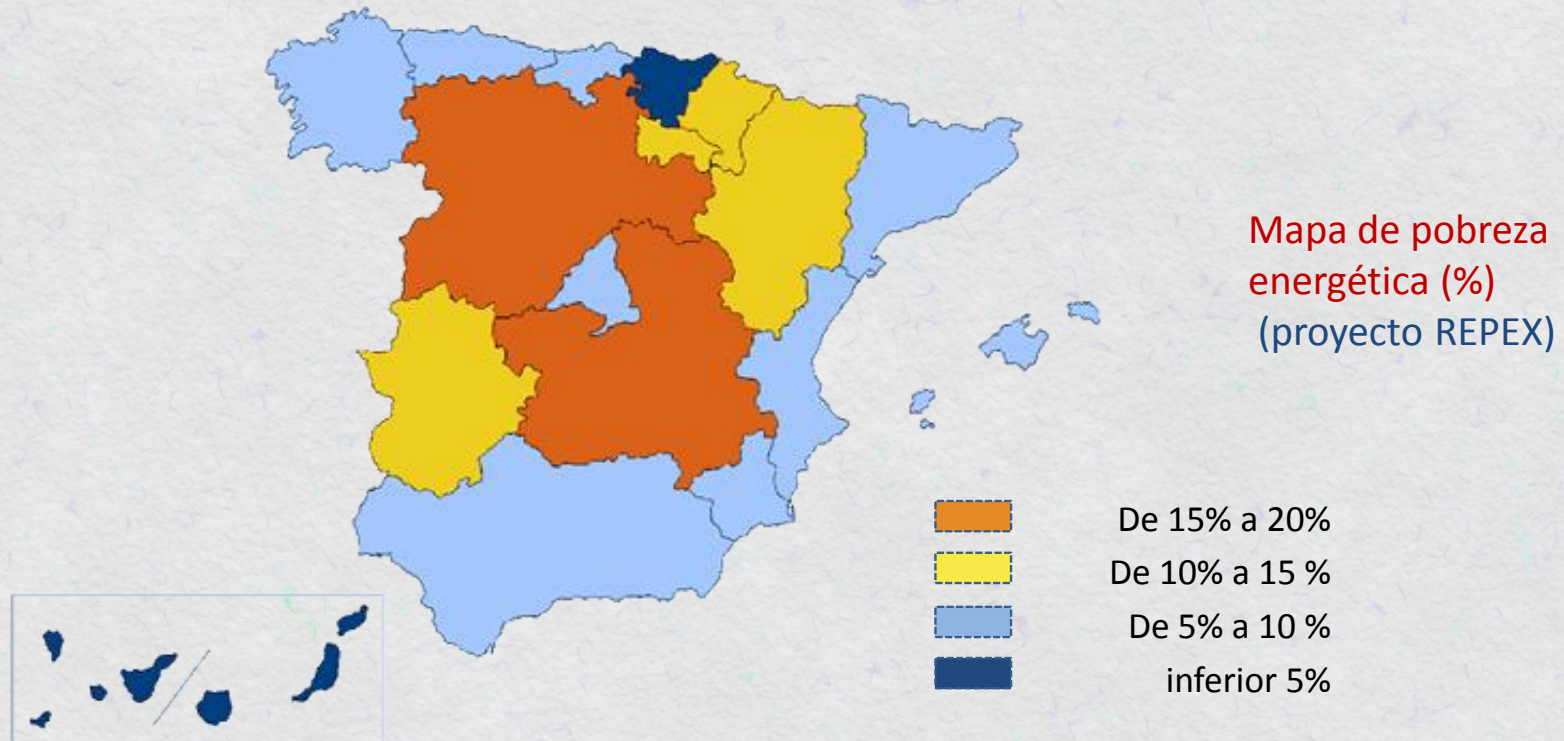 Mapa de pobreza
energética (%)
(proyecto REPEX)
De 15% a 20%
De 10% a 15 %
De 5% a 10 %
inferior 5%